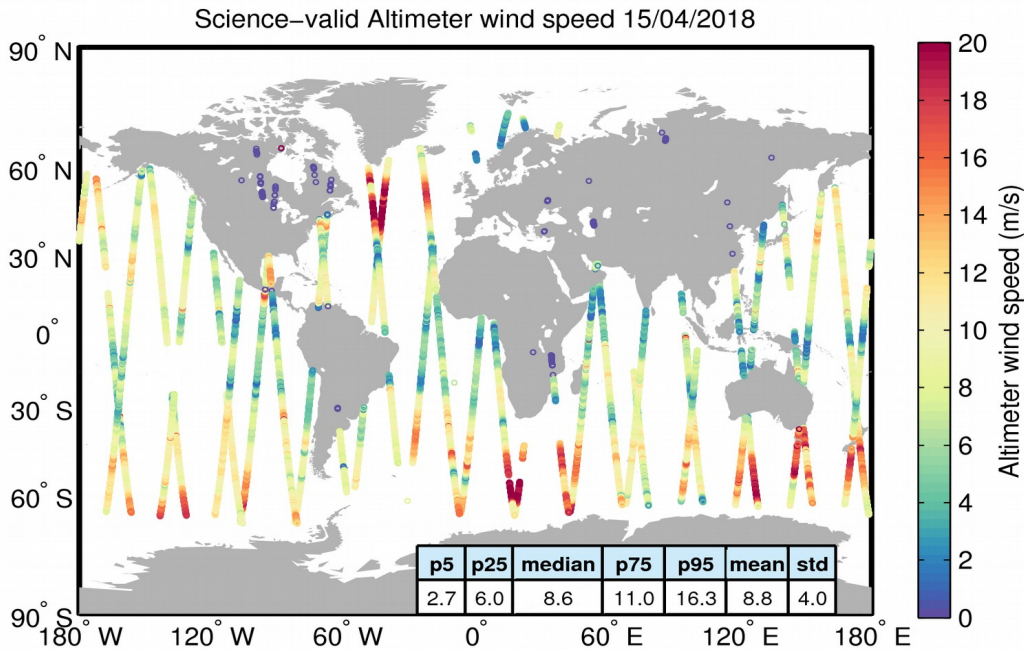 Science−valid Altimeter wind speed 15/04/2018
90° N
60° N
30° N
0°
30° S
60° S
90° S
180° W
120° W
60° W
0°
60° E
120° E
180° E
p5 p25 median p75 p95 mean std
2.7 6.0 8.6 11.0 16.3 8.8 4.0
20
18
16
14
12
10
8
6
4
2
0
Altimeter wind speed (m/s)